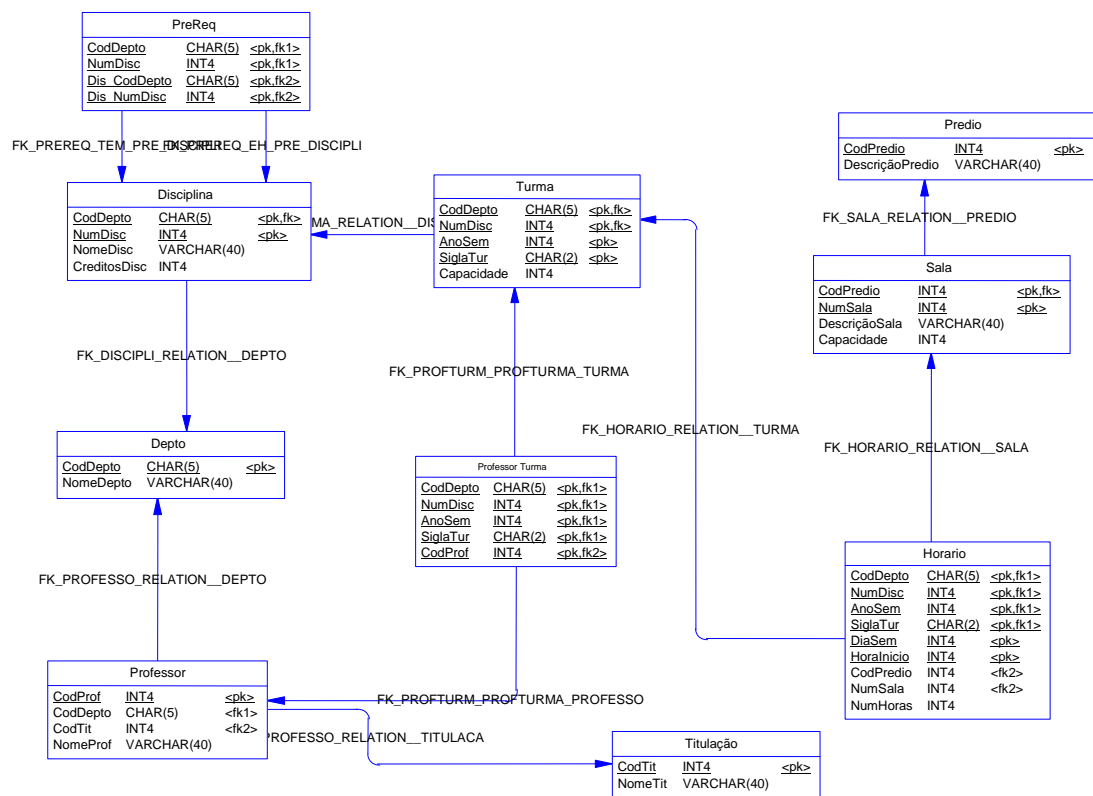 PreReq
CodDepto CHAR(5) <pk,fk1>
NumDisc INT4 <pk,fk1>
Dis_CodDepto CHAR(5) <pk,fk2>
Dis_NumDisc INT4 <pk,fk2>
FK_PREREQ_TEM_PRE_DISCIPLI
FK_PREREQ_EH_PRE_DISCIPLI
Predio
CodPredio INT4 <pk>
DescriçãoPredio VARCHAR(40)
FK_SALA_RELATION__PREDIO
Disciplina
CodDepto CHAR(5) <pk,fk>
NumDisc INT4 <pk>
NomeDisc VARCHAR(40)
CreditosDisc INT4
MA_RELATION__DIS
Turma
CodDepto CHAR(5) <pk,fk>
NumDisc INT4 <pk,fk>
AnoSem INT4 <pk>
SiglaTur CHAR(2) <pk>
Capacidade INT4
Sala
CodPredio INT4 <pk,fk>
NumSala INT4 <pk>
DescriçãoSala VARCHAR(40)
Capacidade INT4
FK_DISCIPLI_RELATION__DEPTO
FK_PROFTURM_PROFTURMA_TURMA
FK_HORARIO_RELATION__TURMA
FK_HORARIO_RELATION__SALA
Depto
CodDepto CHAR(5) <pk>
NomeDepto VARCHAR(40)
Professor Turma
CodDepto CHAR(5) <pk,fk1>
NumDisc INT4 <pk,fk1>
AnoSem INT4 <pk,fk1>
SiglaTur CHAR(2) <pk,fk1>
CodProf INT4 <pk,fk2>
Horario
CodDepto CHAR(5) <pk,fk1>
NumDisc INT4 <pk,fk1>
AnoSem INT4 <pk,fk1>
SiglaTur CHAR(2) <pk,fk1>
DiaSem INT4 <pk>
HoraInicio INT4 <pk>
CodPredio INT4 <fk2>
NumSala INT4 <fk2>
NumHoras INT4
FK_PROFESSO_RELATION__DEPTO
Professor
CodProf INT4 <pk>
CodDepto CHAR(5) <fk1>
CodTit INT4 <fk2>
NomeProf VARCHAR(40)
FK_PROFTURM_PROFTURMA_PROFESSO
PROFESSO_RELATION__TITULACA
Titulação
CodTit INT4 <pk>
NomeTit VARCHAR(40)